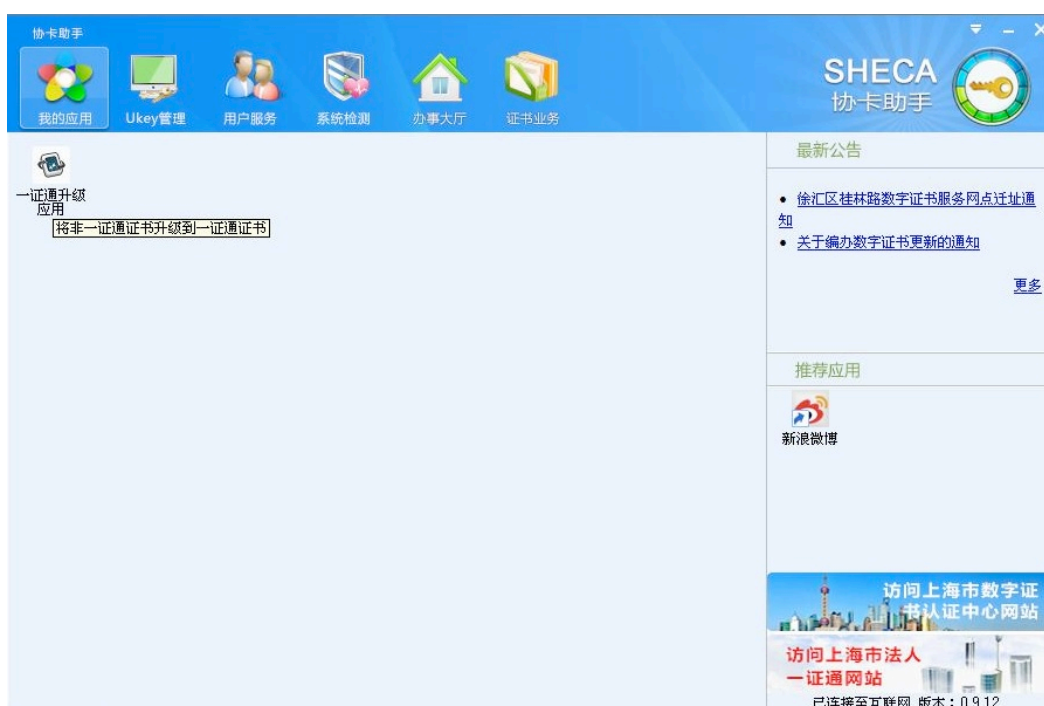 协卡助手
我的应用
Ukey管理
用户服务
系统检测
办事大厅
证书业务
SHECA
协卡助手
一证通升级
应用
将非一证通证书升级到一证通证书
最新公告
徐汇区桂林路数字证书服务网点迁址通
知
关于编办数字证书更新的通知
更多
推荐应用
新浪微博
访问上海市数字证
书认证中心网站
访问上海市法人
一证通网站
已连接至互联网 版本：0.9.12